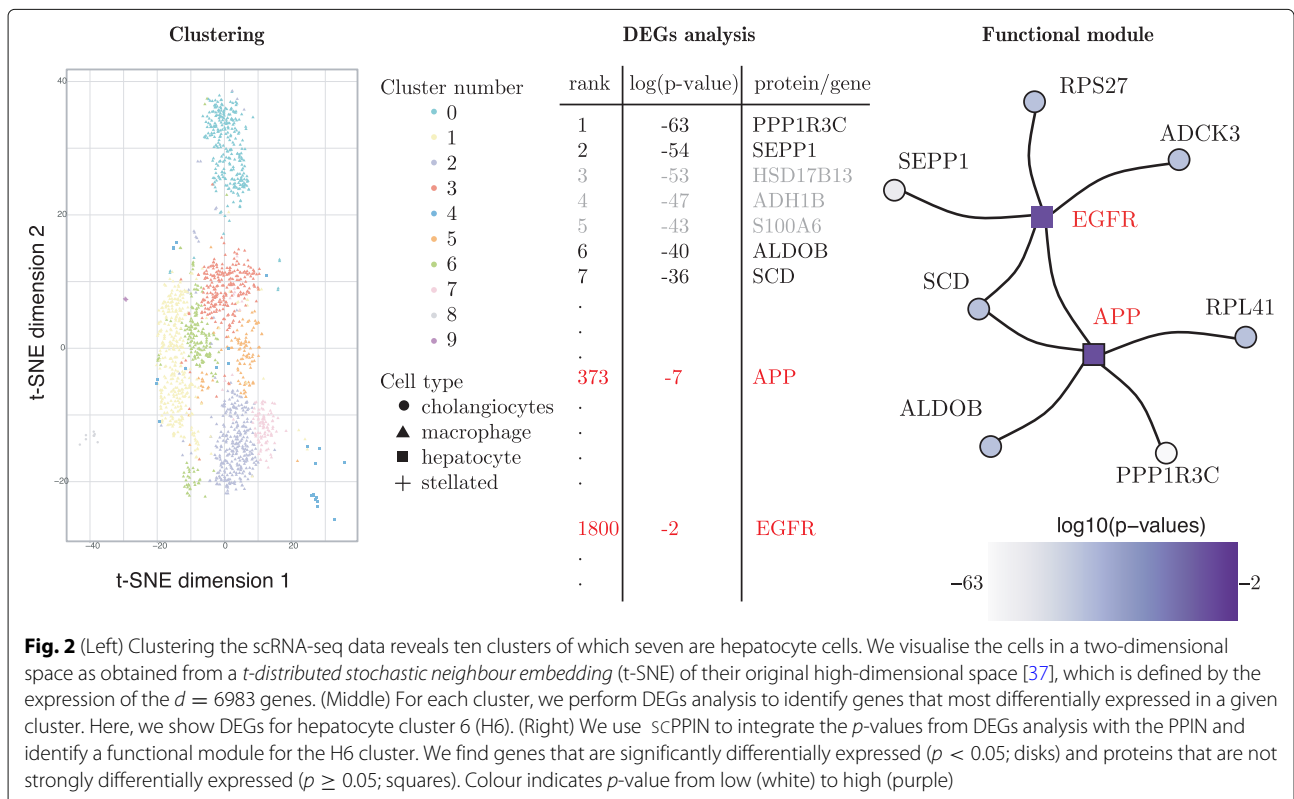 Clustering
DEGs analysis
Functional module
40
20
0
−20
−40
−20
0
20
t-SNE dimension 2
t-SNE dimension 1
Cluster number
0
1
2
3
4
5
6
7
8
9
Cell type
cholangiocytes
macrophage
hepatocyte
stellated
rank log(p-value) protein/gene
1 -63 PPP1R3C
2 -54 SEPP1
3 -53 HSD17B13
4 -47 ADH1B
5 -43 S100A6
6 -40 ALDOB
7 -36 SCD
.
.
.
373 -7 APP
.
.
.
.
1800 -2 EGFR
.
.
RPS27
ADCK3
SEPP1
EGFR
SCD
APP
RPL41
ALDOB
PPP1R3C
log10(p−values)
−63
−2
Fig. 2 (Left) Clustering the scRNA-seq data reveals ten clusters of which seven are hepatocyte cells. We visualise the cells in a two-dimensional
space as obtained from a t-distributed stochastic neighbour embedding (t-SNE) of their original high-dimensional space [37], which is defined by the
expression of the d = 6983 genes. (Middle) For each cluster, we perform DEGs analysis to identify genes that most differentially expressed in a given
cluster. Here, we show DEGs for hepatocyte cluster 6 (H6). (Right) We use SCPPIN to integrate the p-values from DEGs analysis with the PPIN and
identify a functional module for the H6 cluster. We find genes that are significantly differentially expressed (p < 0.05; disks) and proteins that are not
strongly differentially expressed (p ≥ 0.05; squares). Colour indicates p-value from low (white) to high (purple)